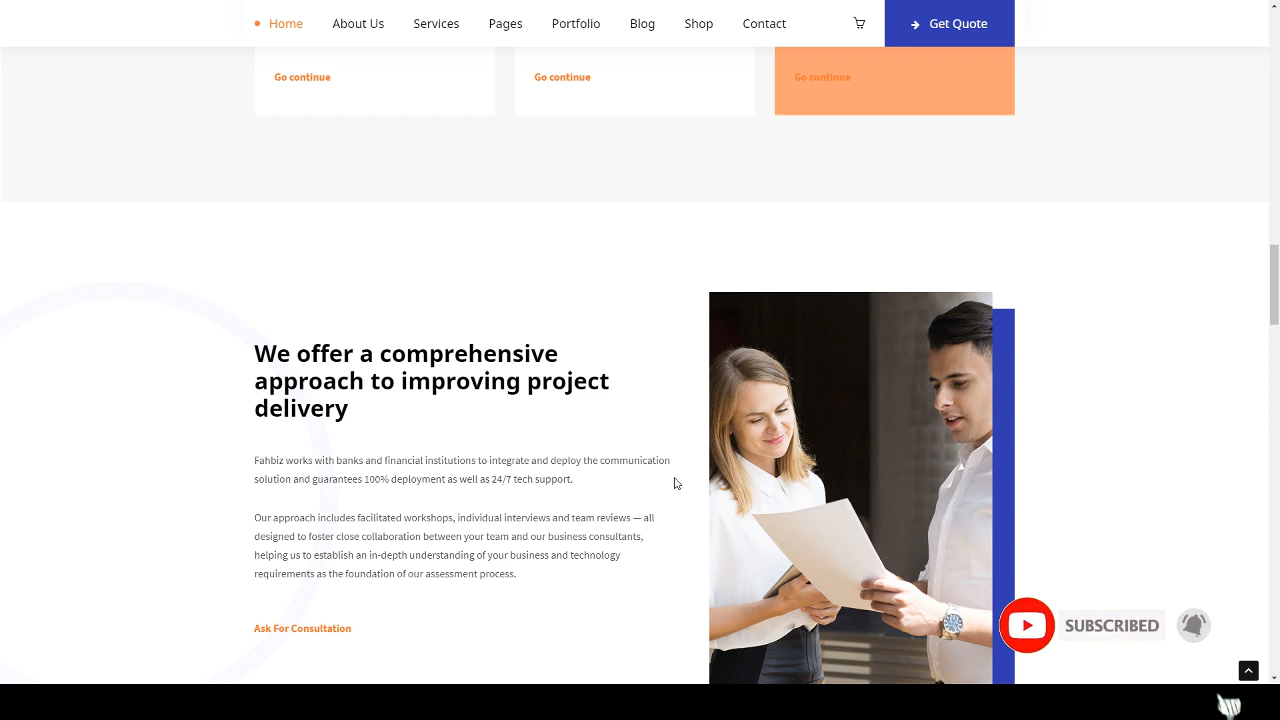 Home About Us Services Pages Portfolio Blog Shop Contact Get Quote
Go continue Go continue Go continue
We offer a comprehensive
approach to improving project
delivery
Fahbiz works with banks and financial institutions to integrate and deploy the communication
solution and guarantees 100% deployment as well as 24/7 tech support.
Our approach includes facilitated workshops, individual interviews and team reviews — all
designed to foster close collaboration between your team and our business consultants,
helping us to establish an in-depth understanding of your business and technology
requirements as the foundation of our assessment process.
Ask For Consultation
SUBSCRIBED